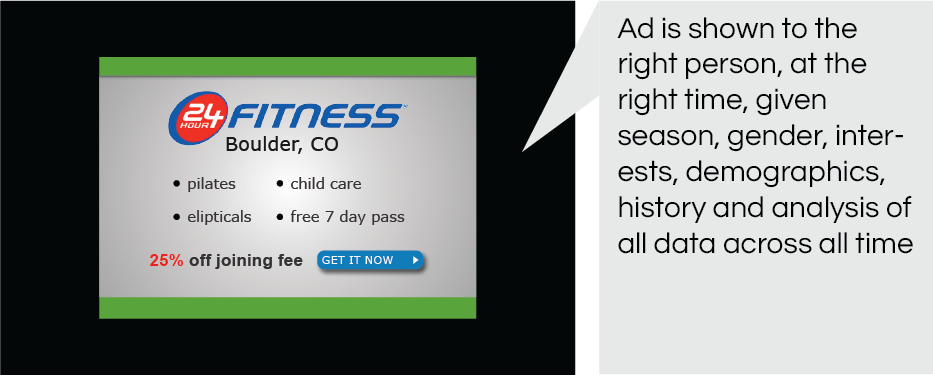 24
HOUR
FITNESS
Boulder, CO
• pilates • child care
• elipticals • free 7 day pass
25% off joining fee GET IT NOW
Ad is shown to the
right person, at the
right time, given
season, gender, inter-
ests, demographics,
history and analysis of
all data across all time